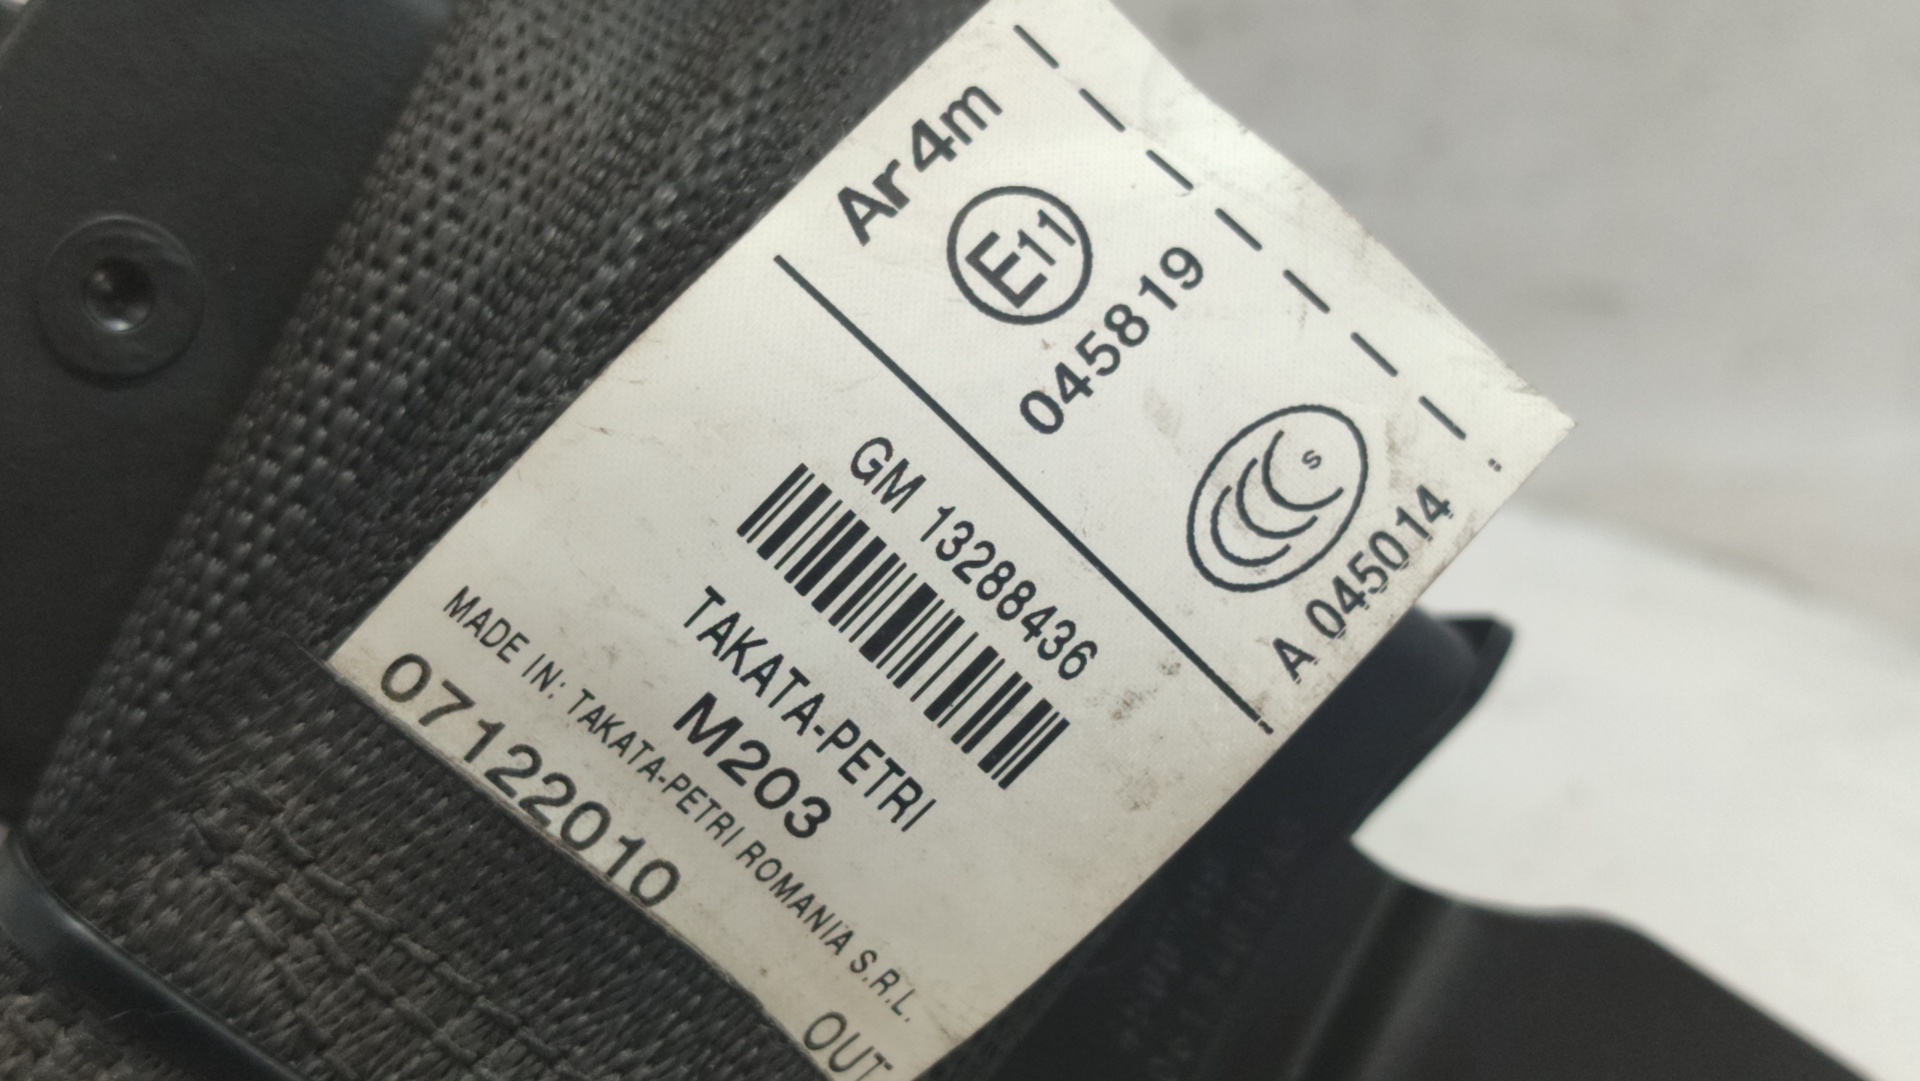 Ar4m
E11
045819
S
A 045014
GM 13288436
TAKATA-PETRI
M203
MADE IN: TAKATA-PETRI ROMANIA S.R.L.
07122010
OUT